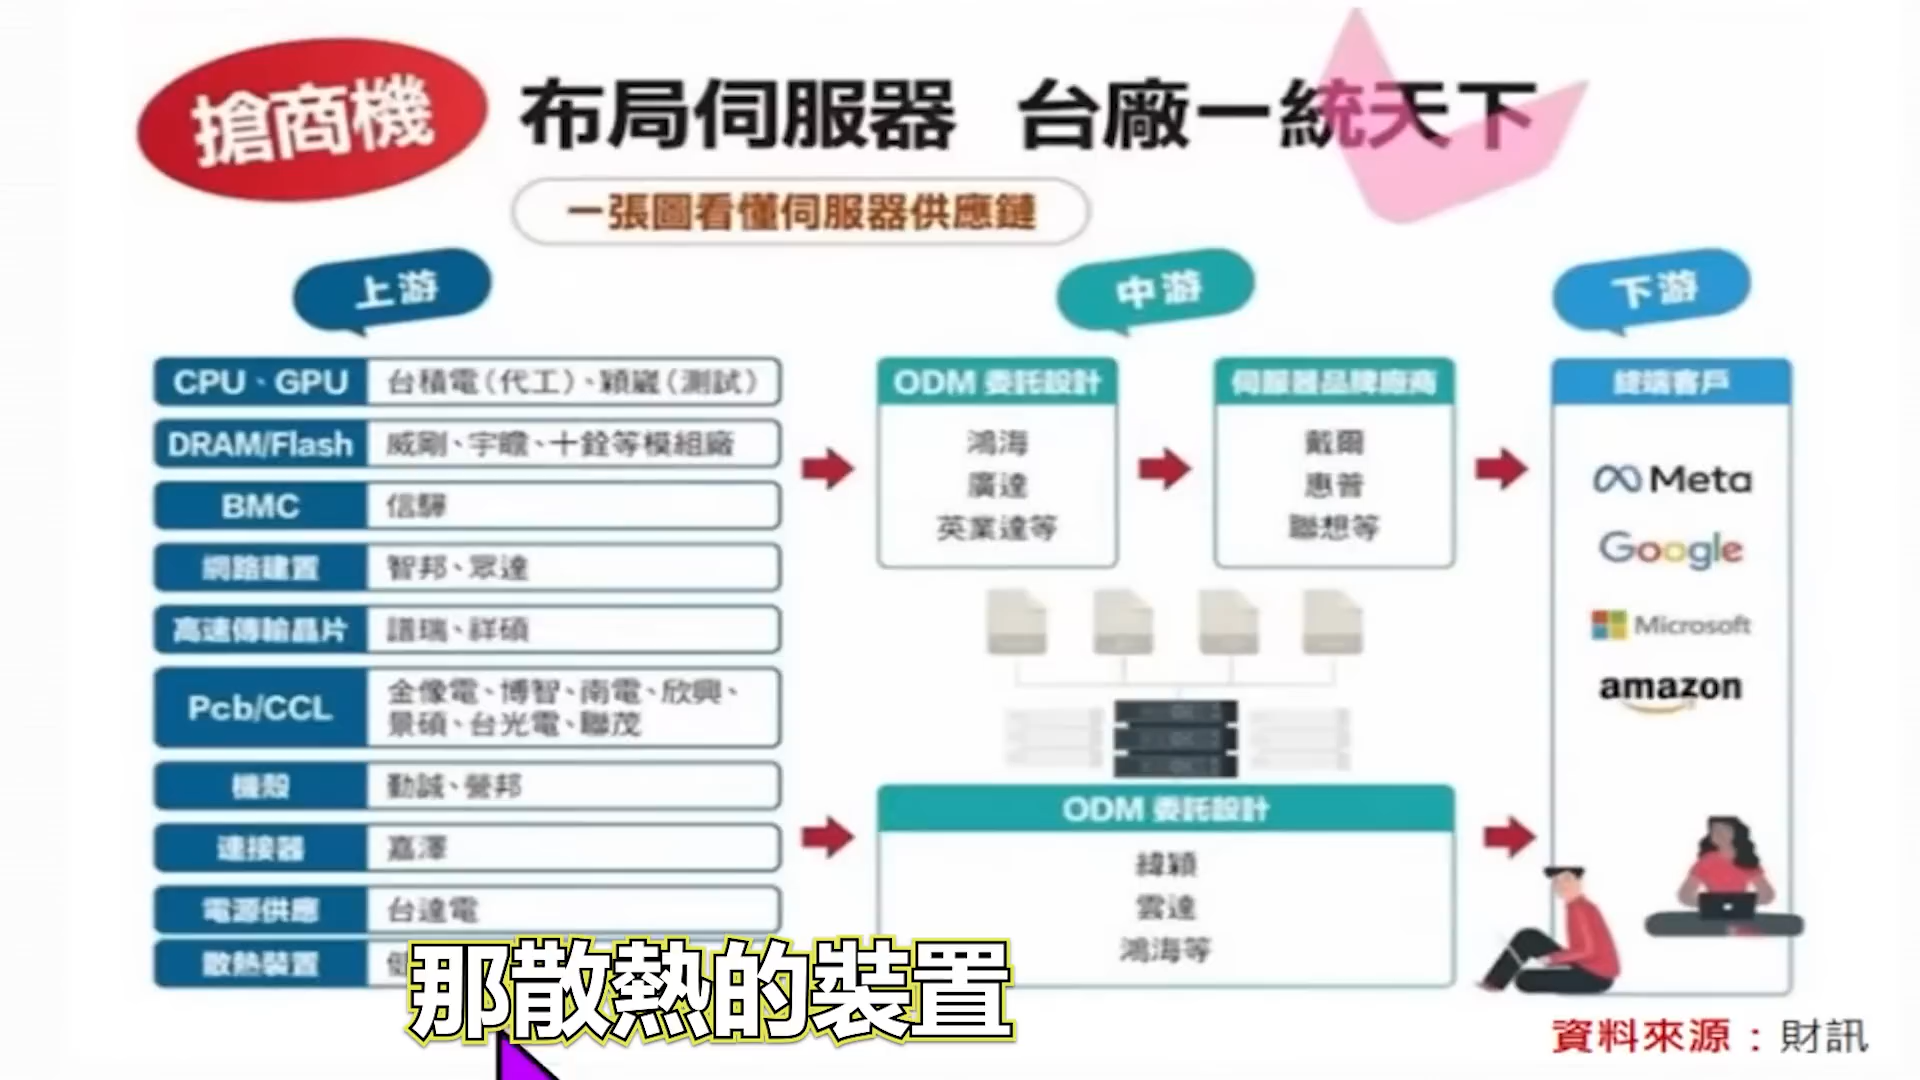 搶商機
布局伺服器 台廠一統天下
一張圖看懂伺服器供應鏈
上游
中游
下游
CPU、GPU 台積電(代工)、穎崴(測試)
DRAM/Flash 威剛、宇瞻、十銓等模組廠
BMC 信驊
網路建置 智邦、眾達
高速傳輸晶片 譜瑞、祥碩
Pcb/CCL 金像電、博智、南電、欣興、
景碩、台光電、聯茂
機殼 勤誠、營邦
連接器 嘉澤
電源供應 台達電
散熱裝置
ODM 委託設計
鴻海
廣達
英業達等
伺服器品牌廠商
戴爾
惠普
聯想等
ODM 委託設計
緯穎
雲達
鴻海等
終端客戶
Meta
Google
Microsoft
amazon
那散熱的裝置
資料來源：財訊